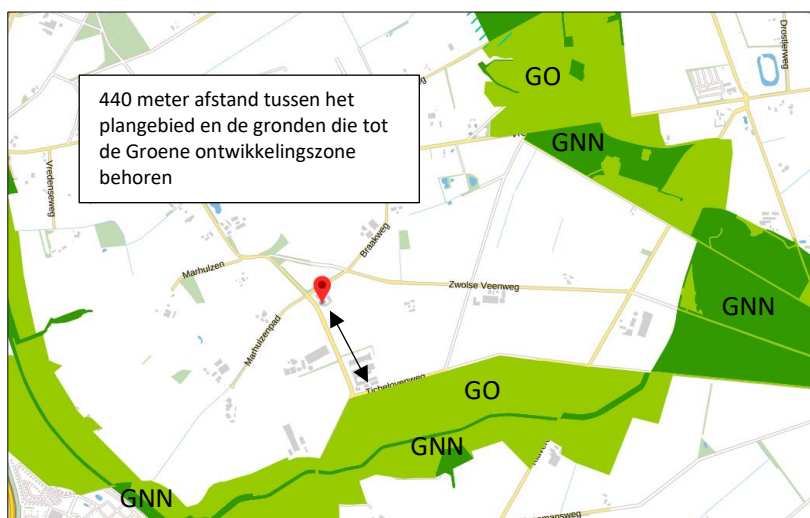 440 meter afstand tussen het
plangebied en de gronden die tot
de Groene ontwikkelingszone
behoren
GO
Drostlerweg
GNN
Vredenseweg
Braakweg
Marhulzen
Zwolse Veenweg
GNN
Marhulzenpad
Tichelovenweg
GO
GNN
GNN